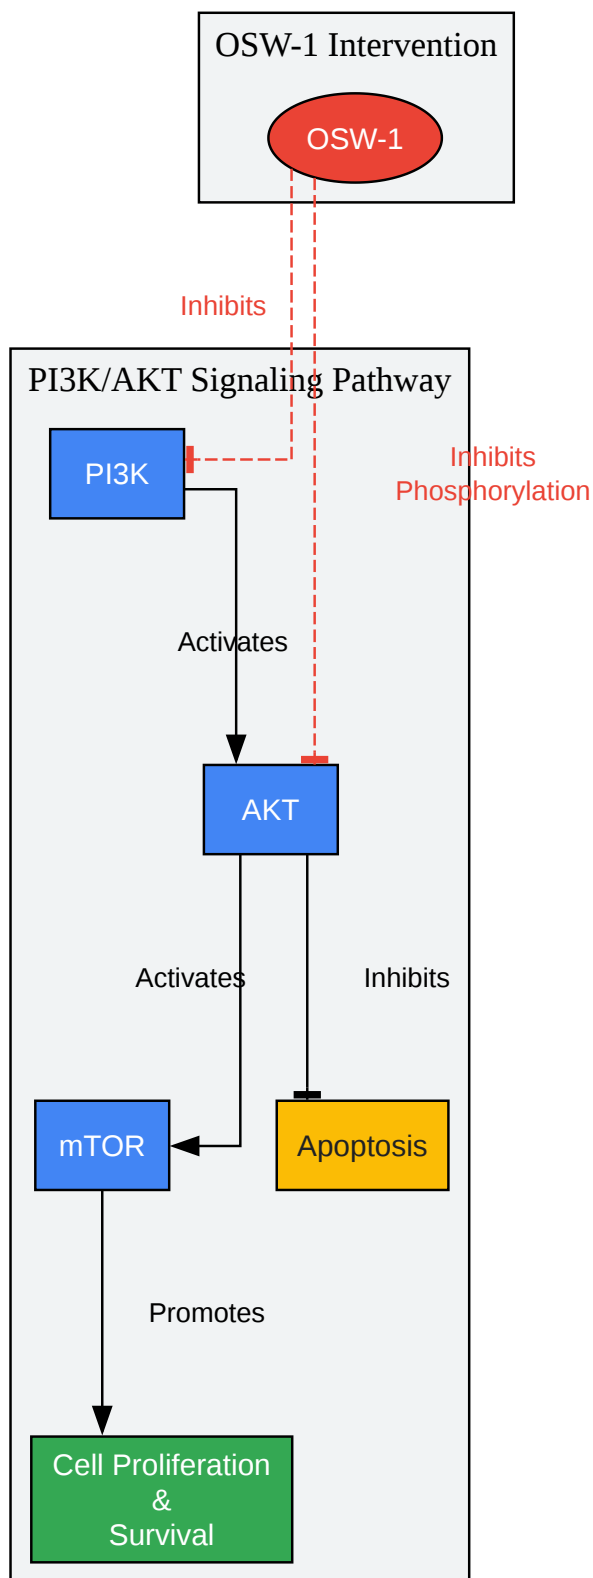 OSW-1 Intervention
OSW-1
Inhibits
PI3K/AKT Signaling Pathway
PI3K
Inhibits
Phosphorylation
Activates
AKT
Activates
Inhibits
mTOR
Apoptosis
Promotes
Cell Proliferation
&
Survival